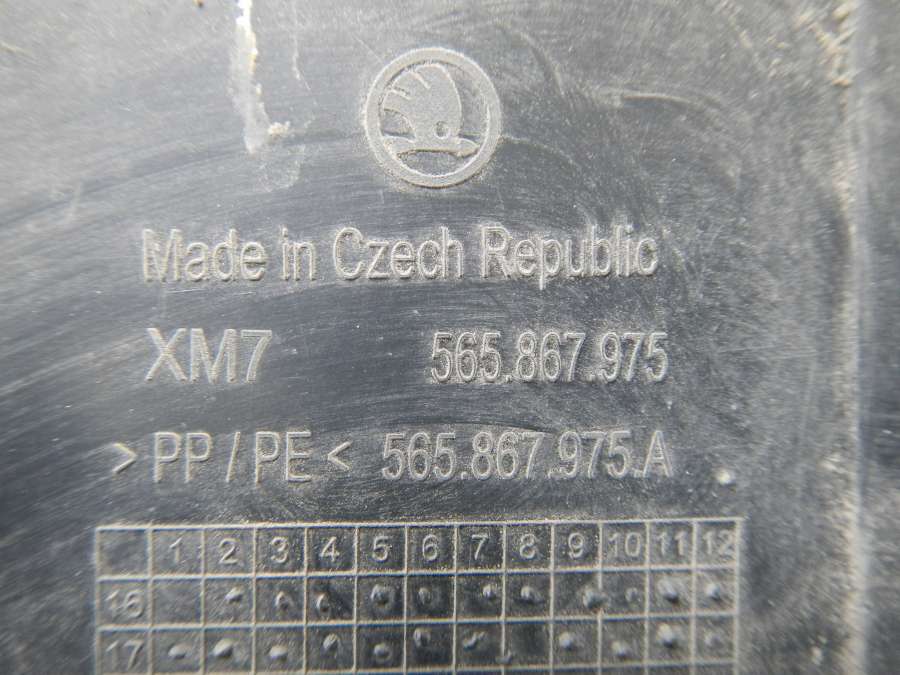 Made in Czech Republic
XM7 565.867.975
> PP / PE < 565.867.975.A
1 2 3 4 5 6 7 8 9 10 11 12
16
17